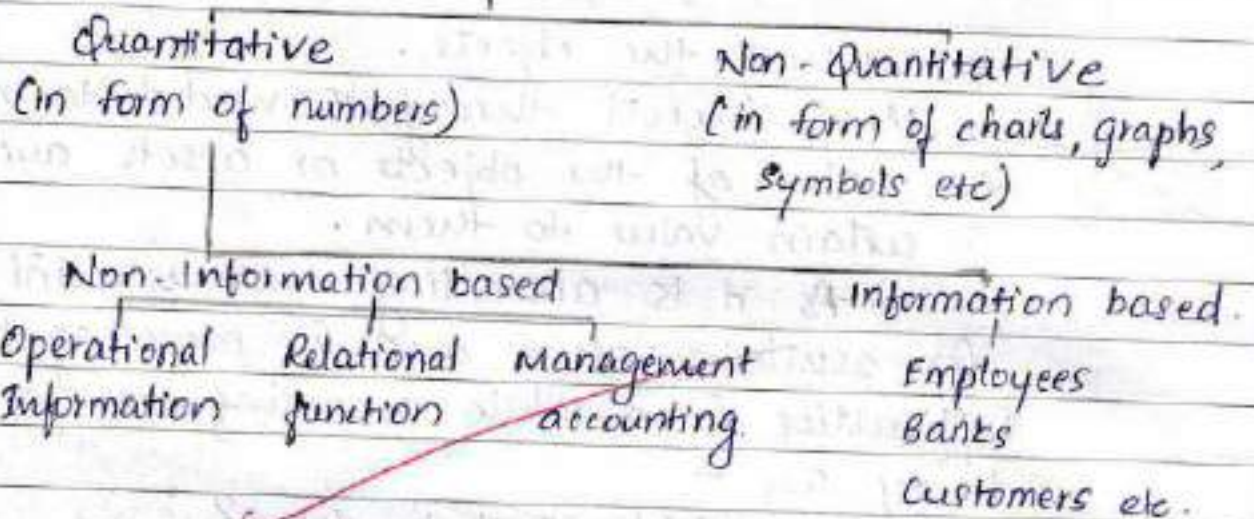 Quantitative Non-Quantitative
(in form of numbers) (in form of charts, graphs,
symbols etc)
Non-Information based Information based.
Operational Relational Management Employees
Information function accounting. Banks
Customers etc.